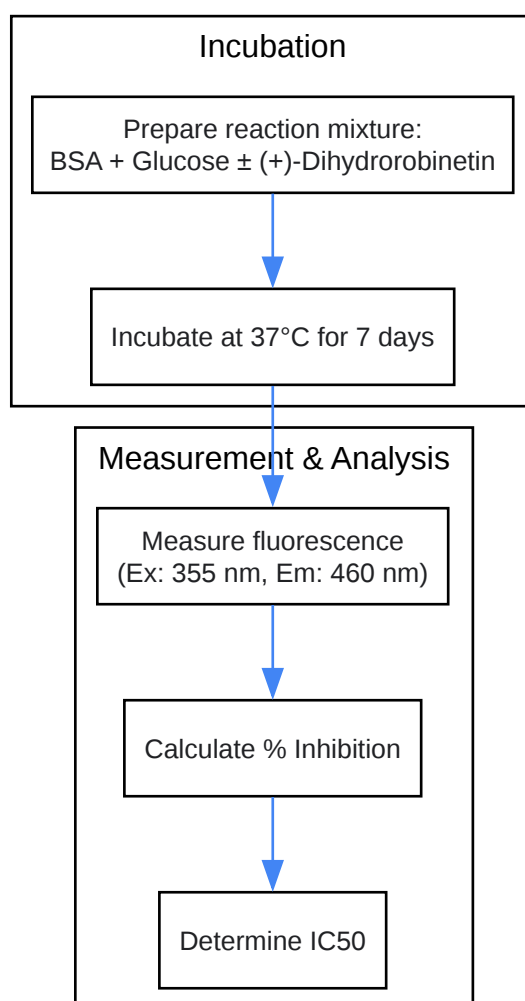 Incubation
Prepare reaction mixture:
BSA + Glucose ± (+)-Dihydrorobinetin
Incubate at 37°C for 7 days
Measurement & Analysis
Measure fluorescence
(Ex: 355 nm, Em: 460 nm)
Calculate % Inhibition
Determine IC50